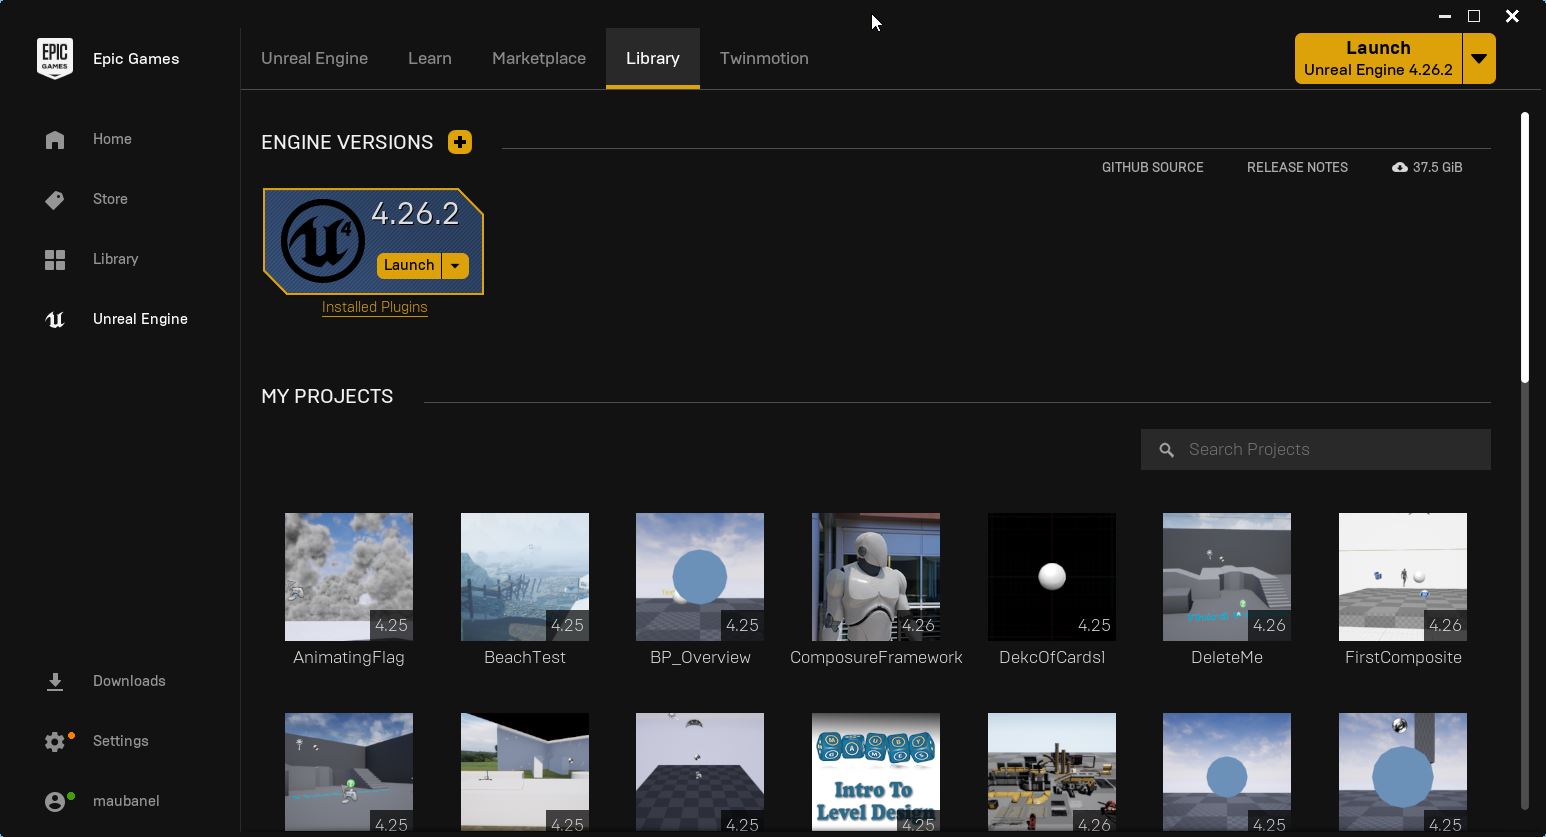 EPIC
GAMES
Epic Games
Unreal Engine
Learn
Marketplace
Library
Twinmotion
Launch
Unreal Engine 4.26.2
Home
Store
Library
Unreal Engine
Downloads
Settings
maubanel
ENGINE VERSIONS
GITHUB SOURCE
RELEASE NOTES
37.5 GiB
4
4.26.2
Launch
Installed Plugins
MY PROJECTS
Search Projects
4.25
4.25
4.25
4.26
4.25
4.26
4.26
AnimatingFlag
BeachTest
BP_Overview
ComposureFramework
DekcOfCards1
DeleteMe
FirstComposite
MAUBY
GAMES
Intro To
Level Design
4.25
4.25
4.25
4.25
4.26
4.25
4.25